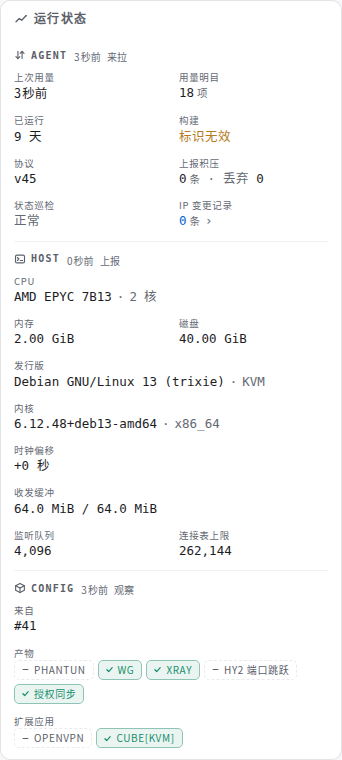 运行状态
AGENT 3秒前 来拉
上次用量 用量明目
3秒前 18 项
已运行 构建
9 天 标识无效
协议 上报积压
v45 0 条 · 丢弃 0
状态巡检 IP 变更记录
正常 0 条 ›
HOST 0秒前 上报
CPU
AMD EPYC 7B13 · 2 核
内存 磁盘
2.00 GiB 40.00 GiB
发行版
Debian GNU/Linux 13 (trixie) · KVM
内核
6.12.48+deb13-amd64 · x86_64
时钟偏移
+0 秒
收发缓冲
64.0 MiB / 64.0 MiB
监听队列 连接表上限
4,096 262,144
CONFIG 3秒前 观察
来自
#41
产物
— PHANTUN ✓ WG ✓ XRAY — HY2 端口跳跃
✓ 授权同步
扩展应用
— OPENVPN ✓ CUBE[KVM]